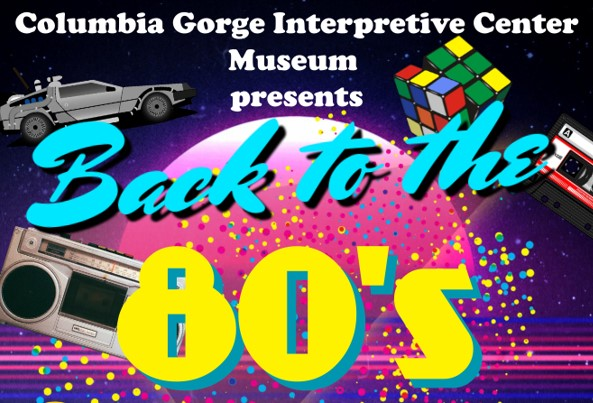 Columbia Gorge Interpretive Center
Museum
presents
Back to the
80's
A